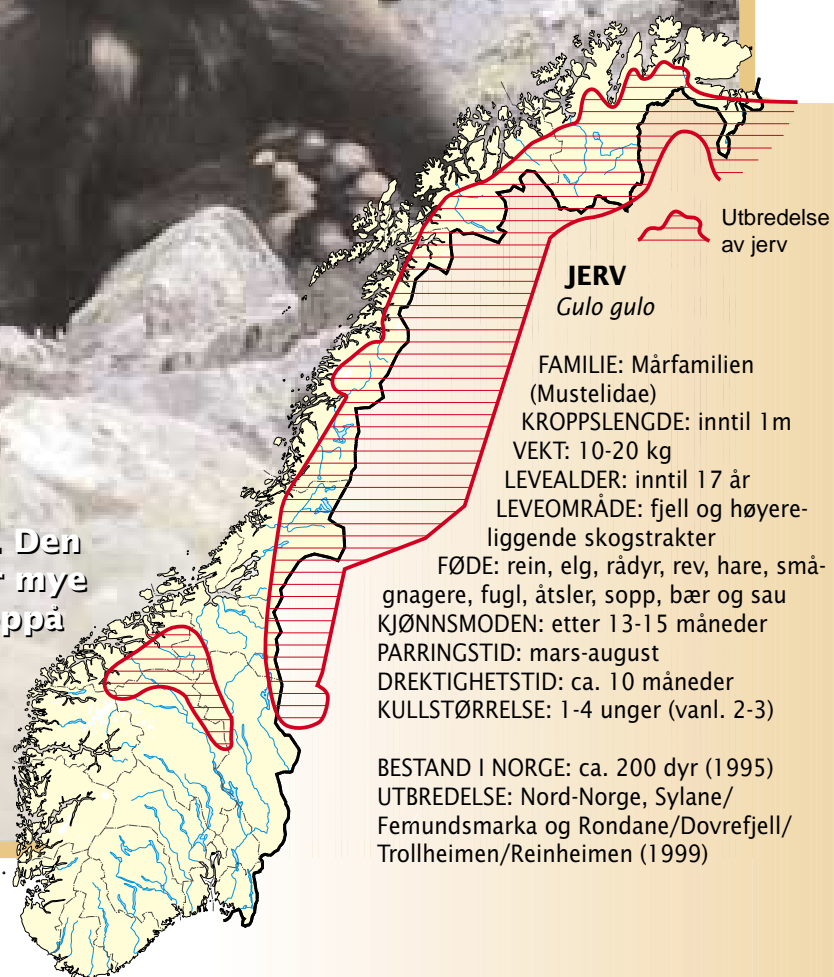 Utbredelse
av jerv
JERV
Gulo gulo
FAMILIE: Mårfamilien
(Mustelidae)
KROPPSLENGDE: inntil 1m
VEKT: 10-20 kg
LEVEALDER: inntil 17 år
LEVEOMRÅDE: fjell og høyere-
liggende skogstrakter
FØDE: rein, elg, rådyr, rev, hare, små-
gnagere, fugl, åtsler, sopp, bær og sau
KJØNNSMODEN: etter 13-15 måneder
PARRINGSTID: mars-august
DREKTIGHETSTID: ca. 10 måneder
KULLSTØRRELSE: 1-4 unger (vanl. 2-3)
BESTAND I NORGE: ca. 200 dyr (1995)
UTBREDELSE: Nord-Norge, Sylane/
Femundsmarka og Rondane/Dovrefjell/
Trollheimen/Reinheimen (1999)
. Den
mye
ppå